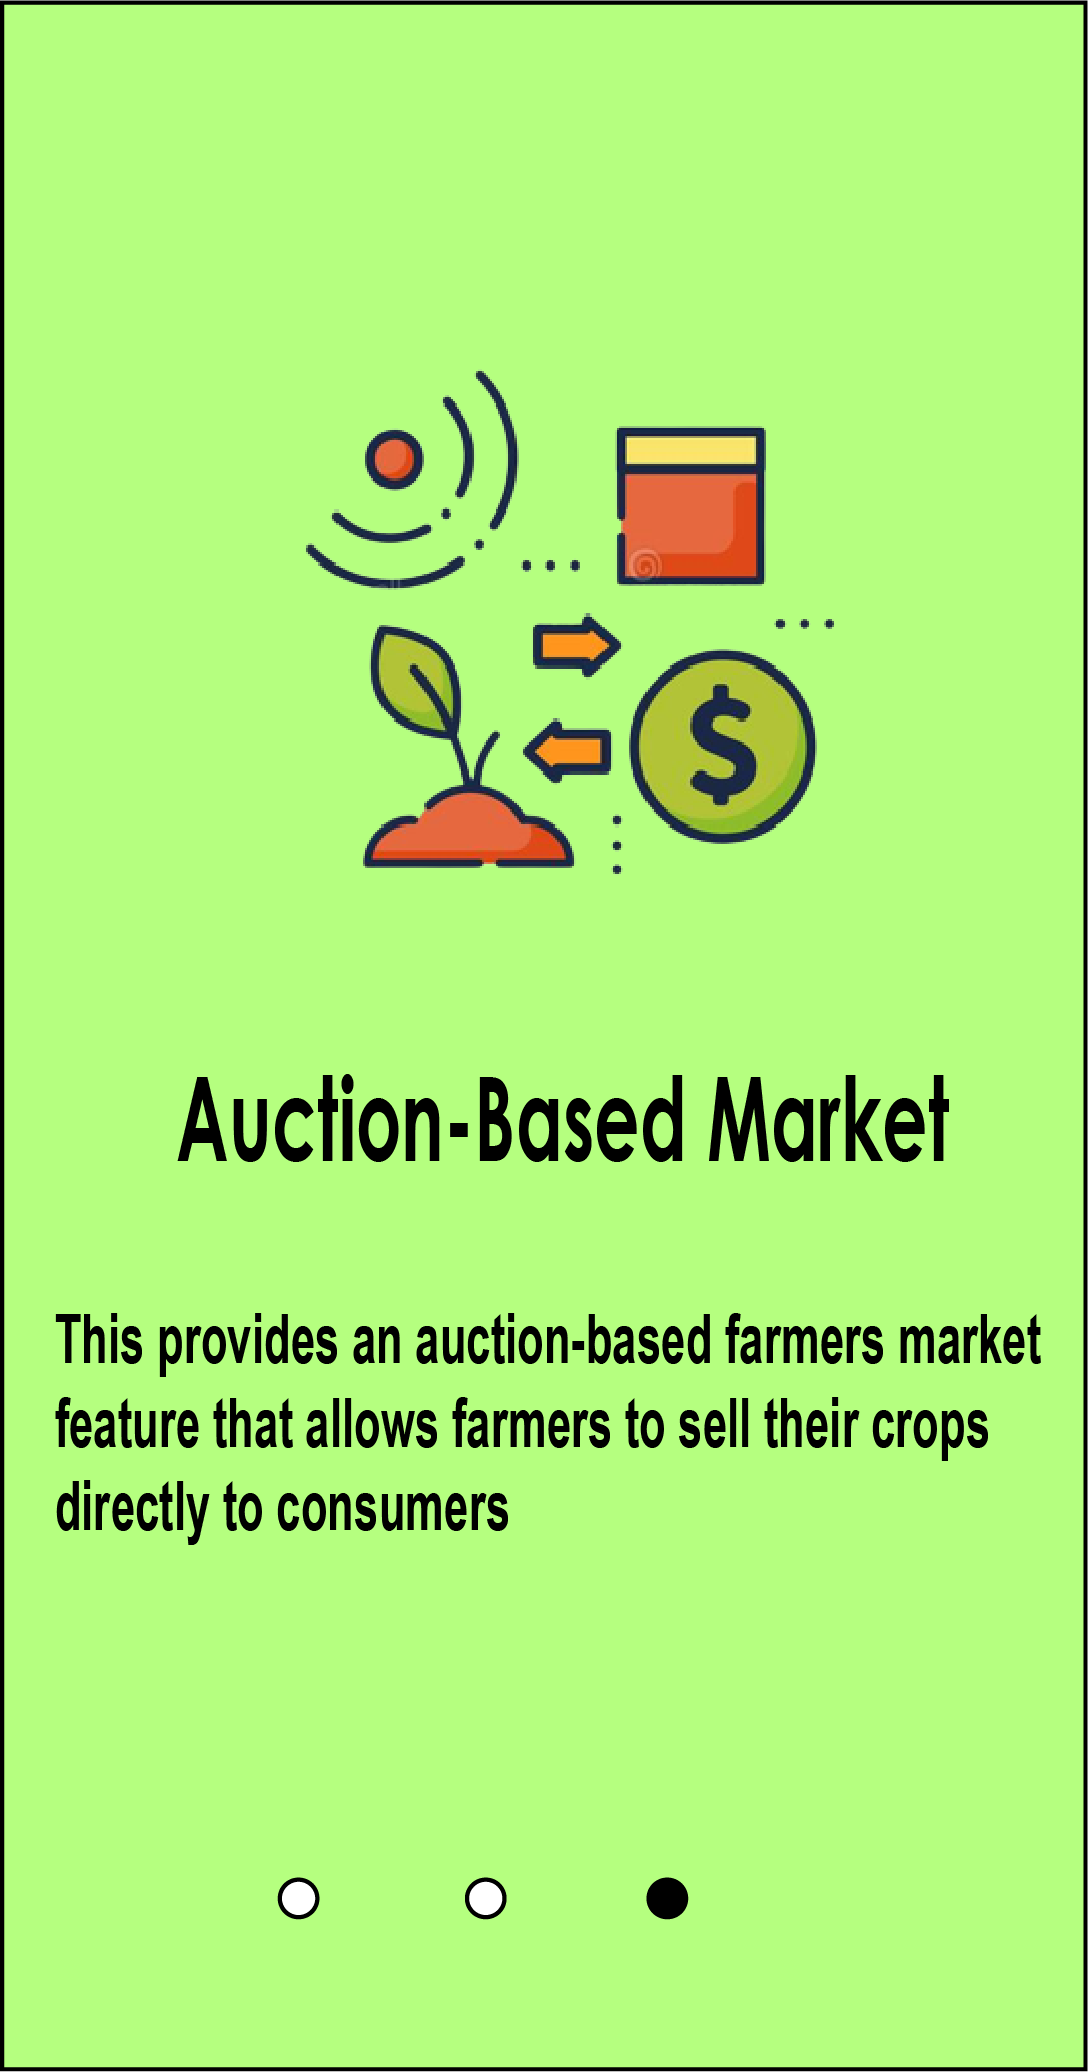 $
Auction-Based Market
This provides an auction-based farmers market
feature that allows farmers to sell their crops
directly to consumers